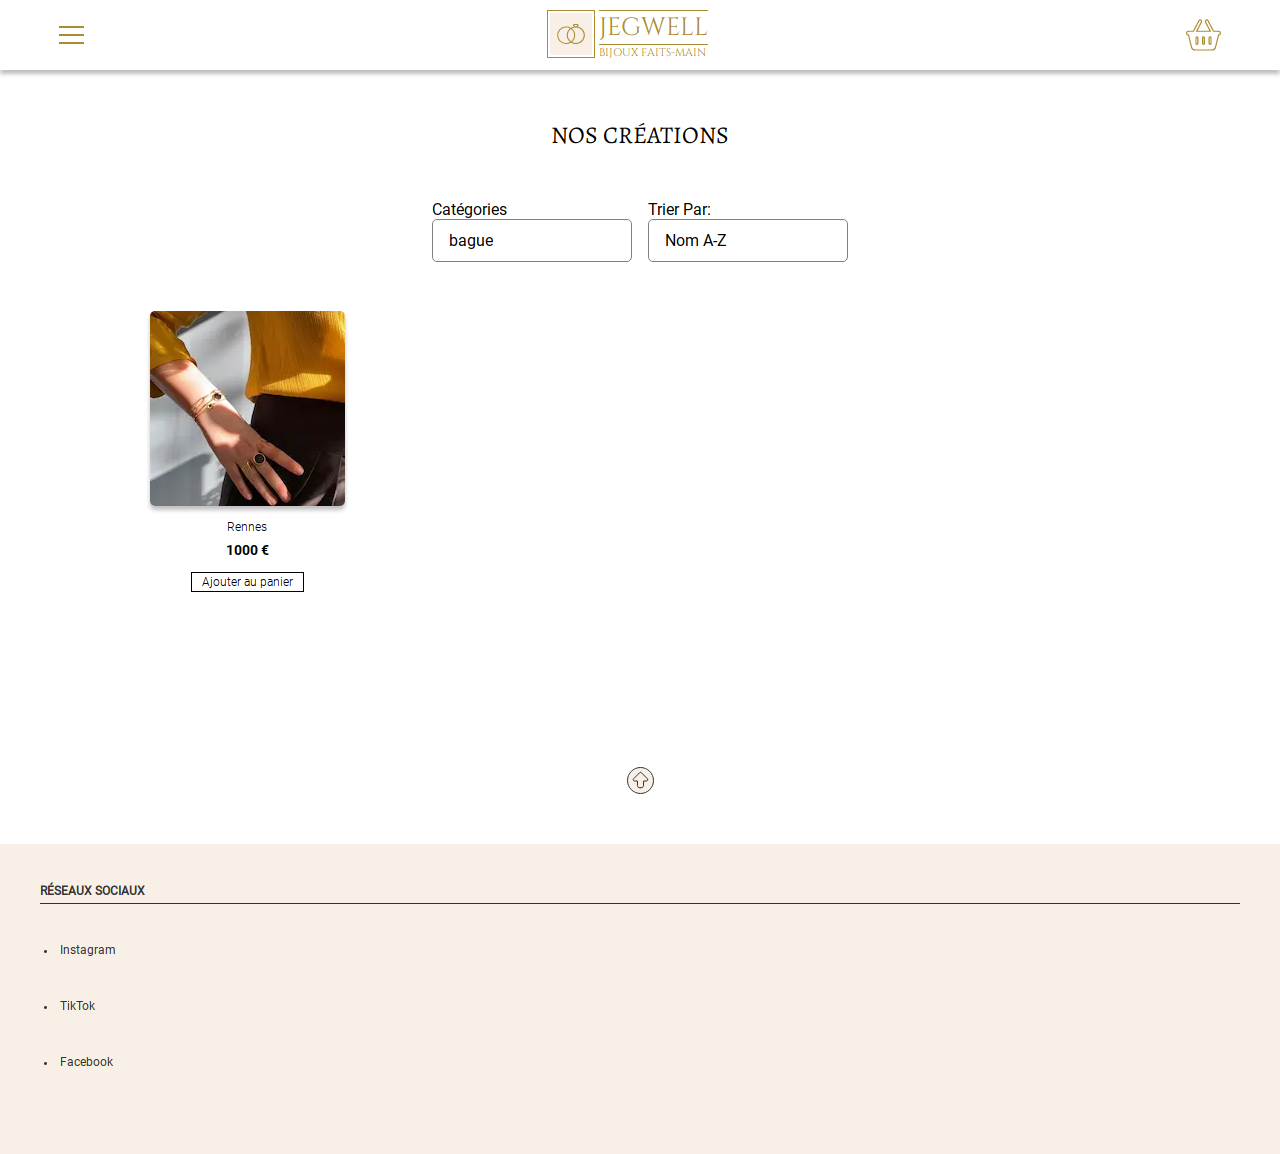 JEGWELL
BIJOUX FAITS-MAIN
NOS CRÉATIONS
Catégories
Trier Par:
bague
Nom A-Z
Rennes
1000 €
Ajouter au panier
RÉSEAUX SOCIAUX
Instagram
TikTok
Facebook